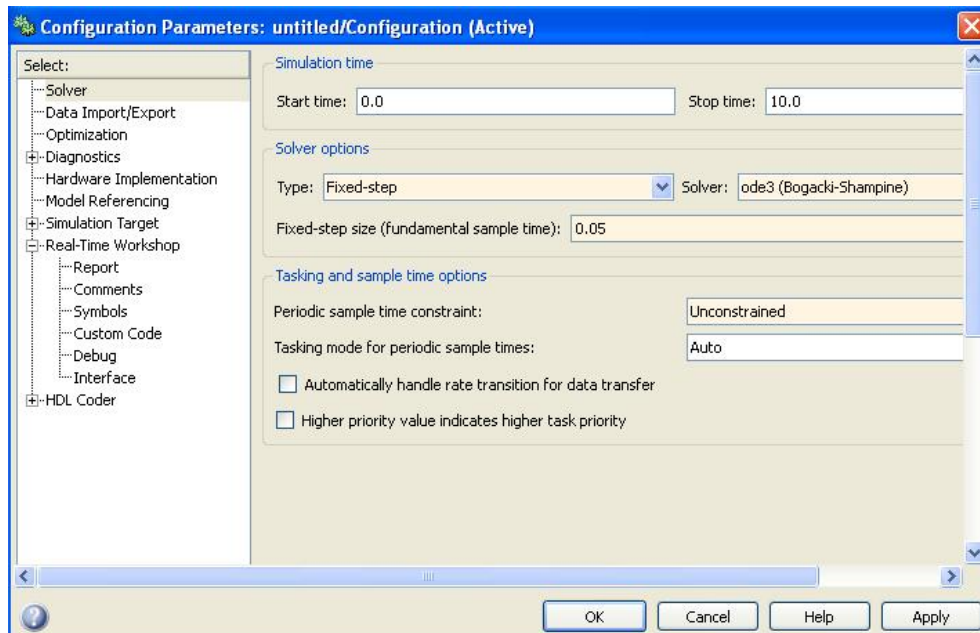 Configuration Parameters: untitled/Configuration (Active)
Select:
Solver
Data Import/Export
Optimization
Diagnostics
Hardware Implementation
Model Referencing
Simulation Target
Real-Time Workshop
Report
Comments
Symbols
Custom Code
Debug
Interface
HDL Coder
Simulation time
Start time: 0.0 Stop time: 10.0
Solver options
Type: Fixed-step Solver: ode3 (Bogacki-Shampine)
Fixed-step size (fundamental sample time): 0.05
Tasking and sample time options
Periodic sample time constraint: Unconstrained
Tasking mode for periodic sample times: Auto
Automatically handle rate transition for data transfer
Higher priority value indicates higher task priority
OK Cancel Help Apply